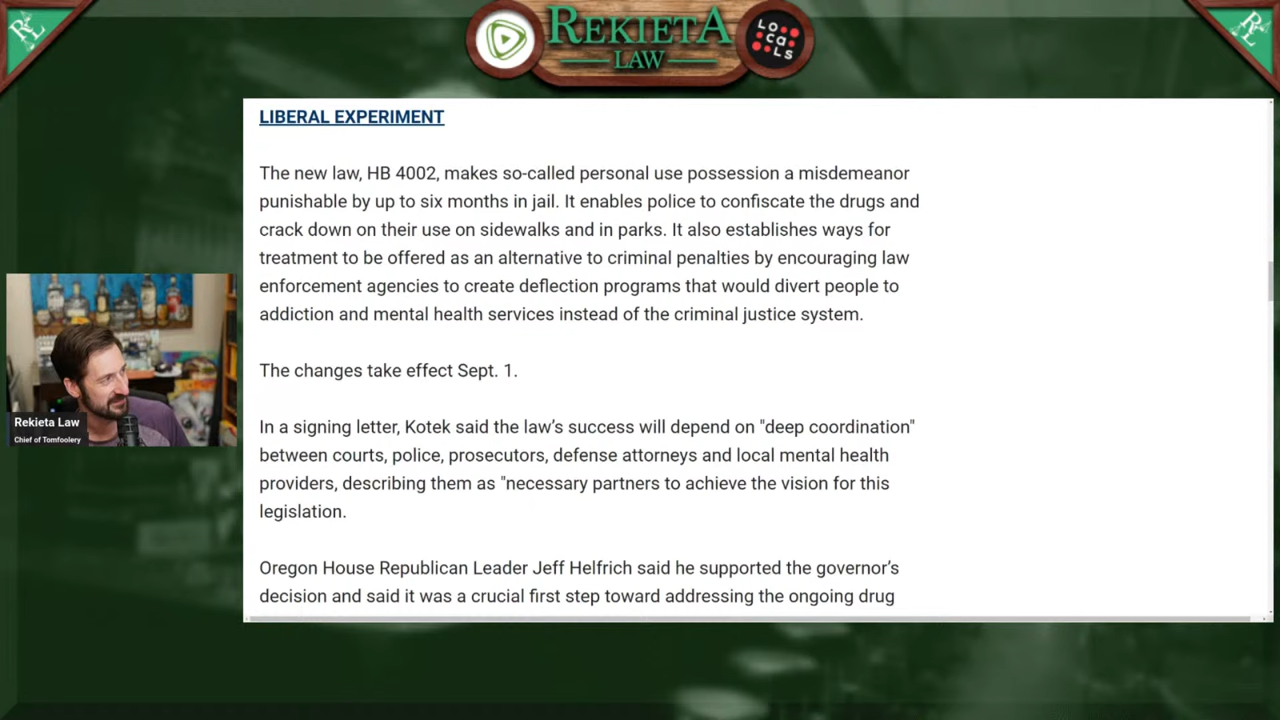 RAL
REKIETA
LAW
LOCALS
RAL
LIBERAL EXPERIMENT
The new law, HB 4002, makes so-called personal use possession a misdemeanor
punishable by up to six months in jail. It enables police to confiscate the drugs and
crack down on their use on sidewalks and in parks. It also establishes ways for
treatment to be offered as an alternative to criminal penalties by encouraging law
enforcement agencies to create deflection programs that would divert people to
addiction and mental health services instead of the criminal justice system.
The changes take effect Sept. 1.
In a signing letter, Kotek said the law’s success will depend on "deep coordination"
between courts, police, prosecutors, defense attorneys and local mental health
providers, describing them as "necessary partners to achieve the vision for this
legislation.
Oregon House Republican Leader Jeff Helfrich said he supported the governor’s
decision and said it was a crucial first step toward addressing the ongoing drug
Rekieta Law
Chief of Tomfoolery